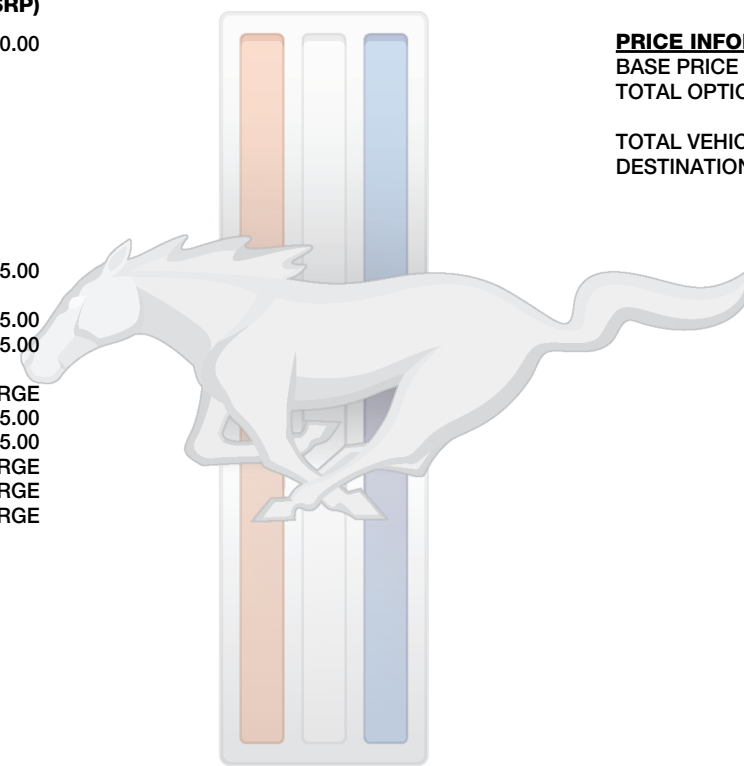 SRP)
0.00
5.00
5.00
5.00
RGE
5.00
5.00
RGE
RGE
RGE
PRICE INFO
BASE PRICE
TOTAL OPTIO
TOTAL VEHIC
DESTINATION